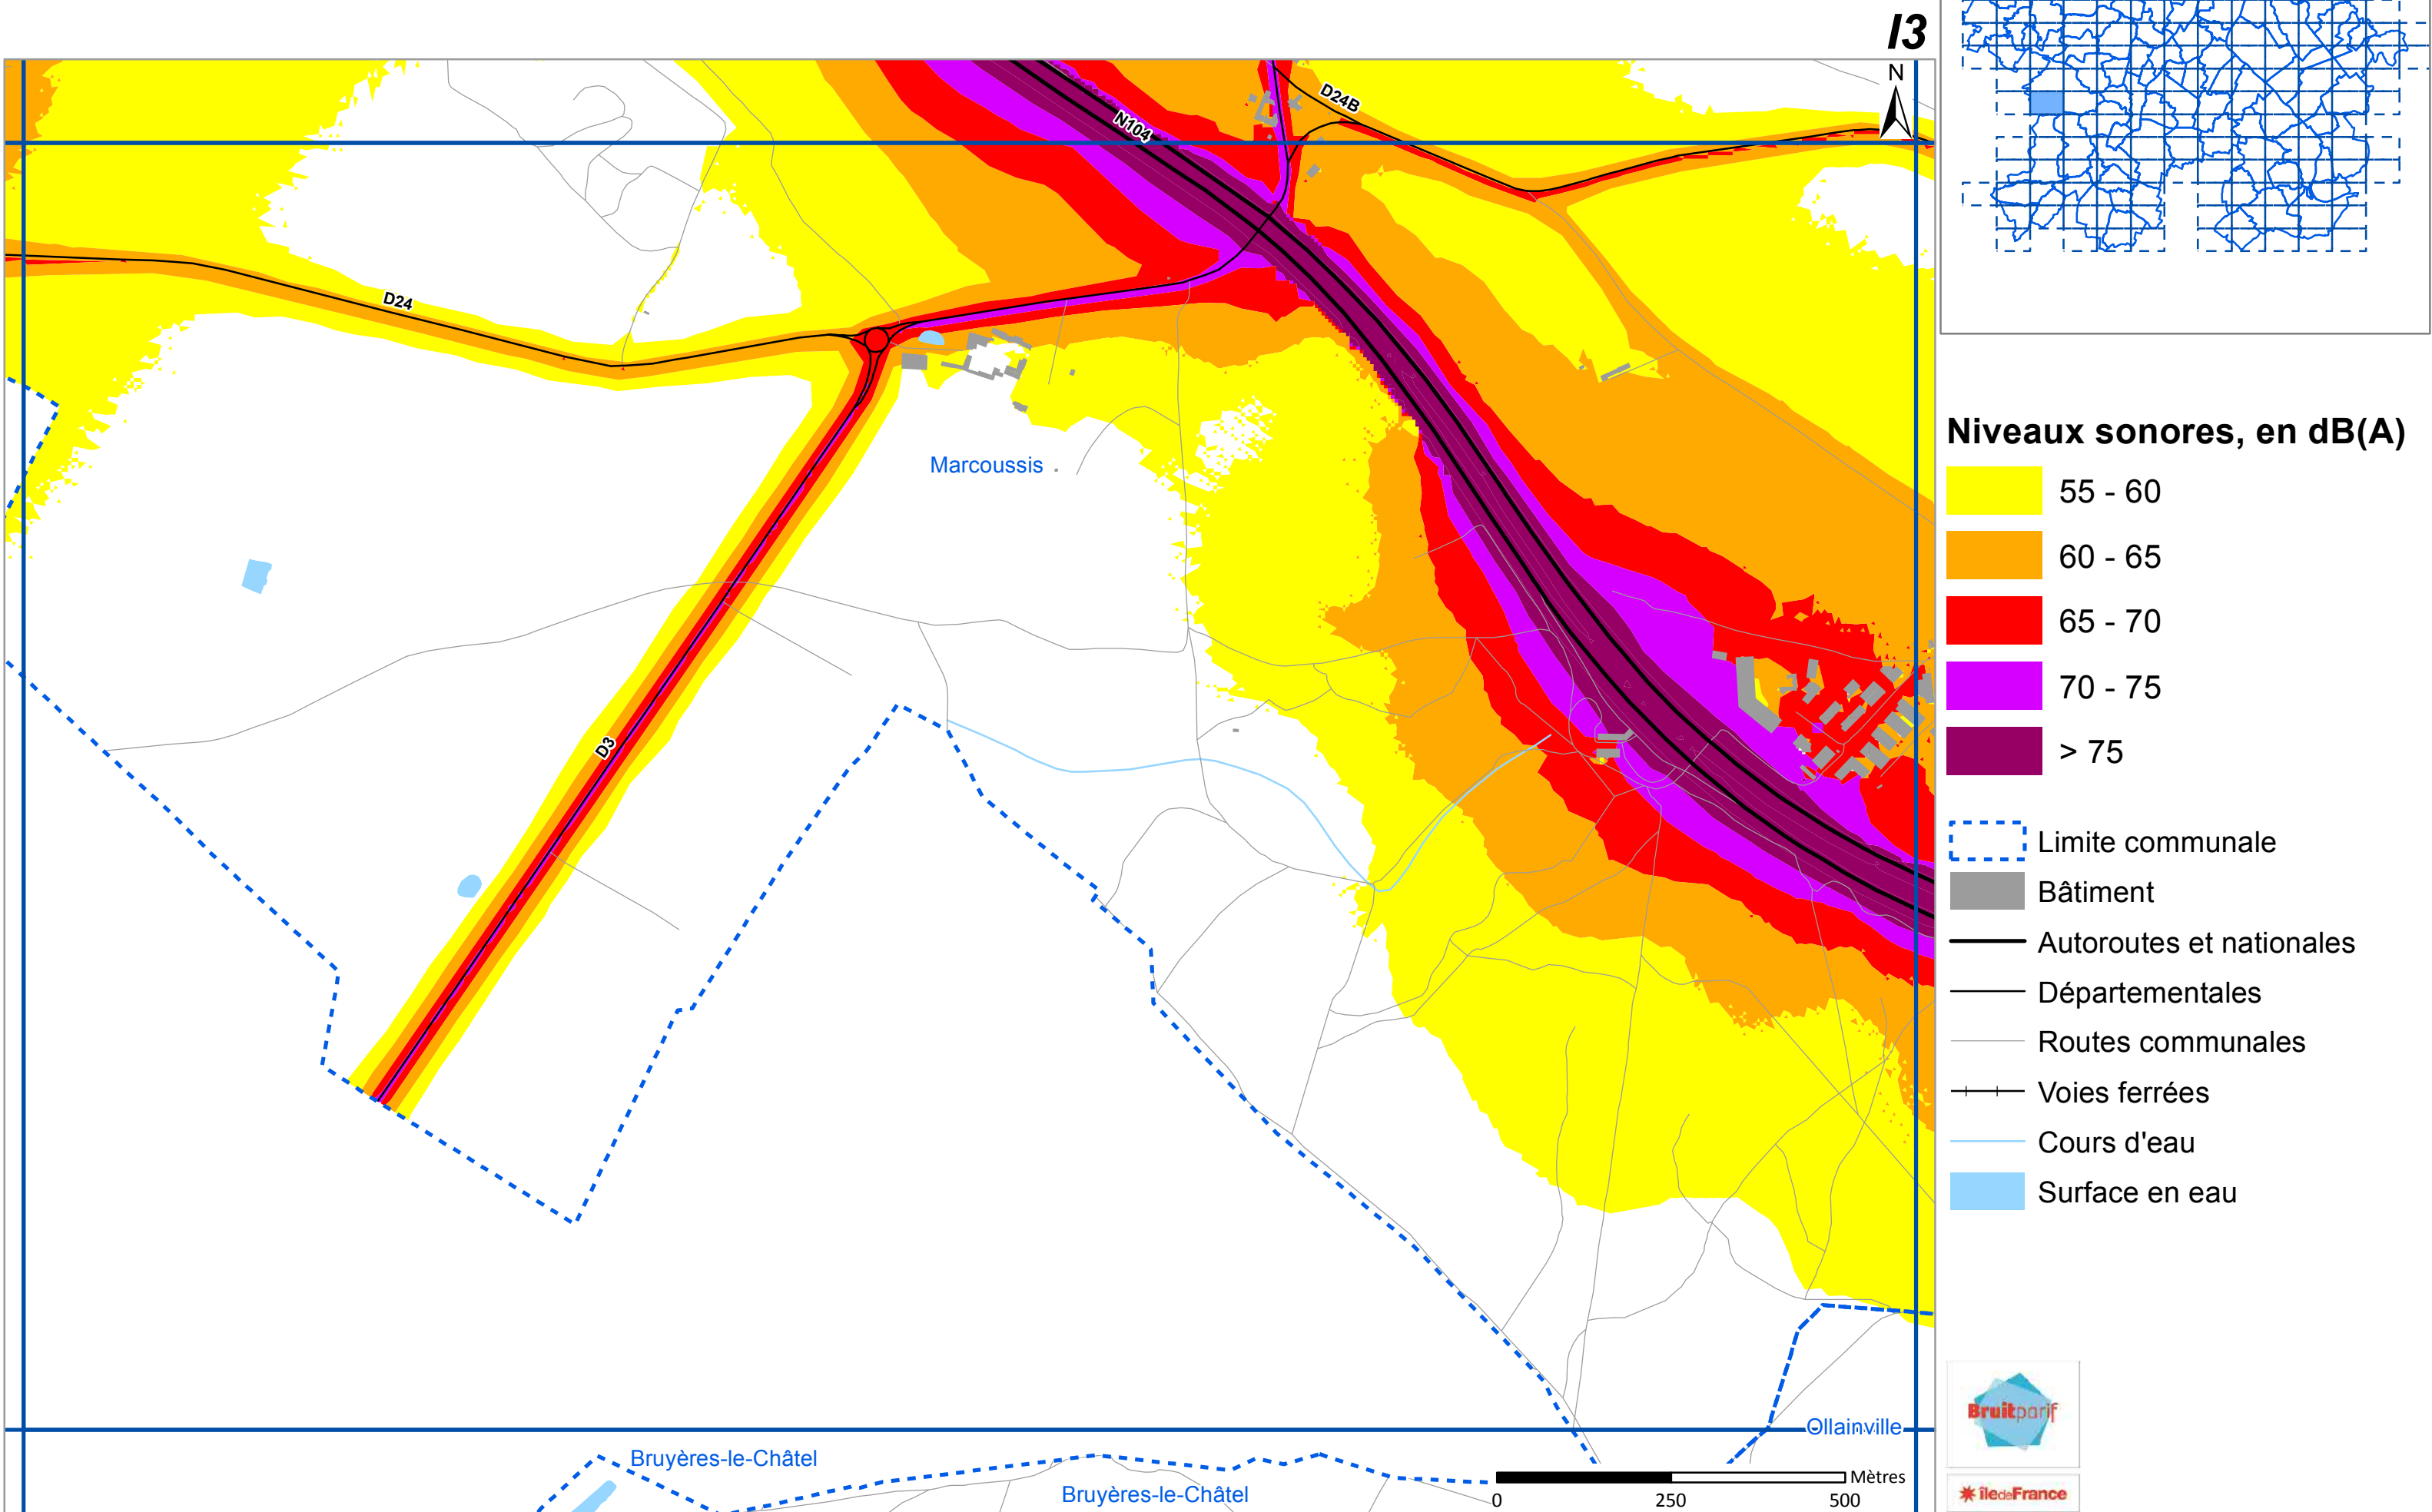 I3
N
D24B
N104
D24
Marcoussis
D3
Ollainville
Bruyères-le-Châtel
Bruyères-le-Châtel
Mètres
0 250 500
Niveaux sonores, en dB(A)
55 - 60
60 - 65
65 - 70
70 - 75
> 75
Limite communale
Bâtiment
Autoroutes et nationales
Départementales
Routes communales
Voies ferrées
Cours d'eau
Surface en eau
Bruitparif
îledeFrance